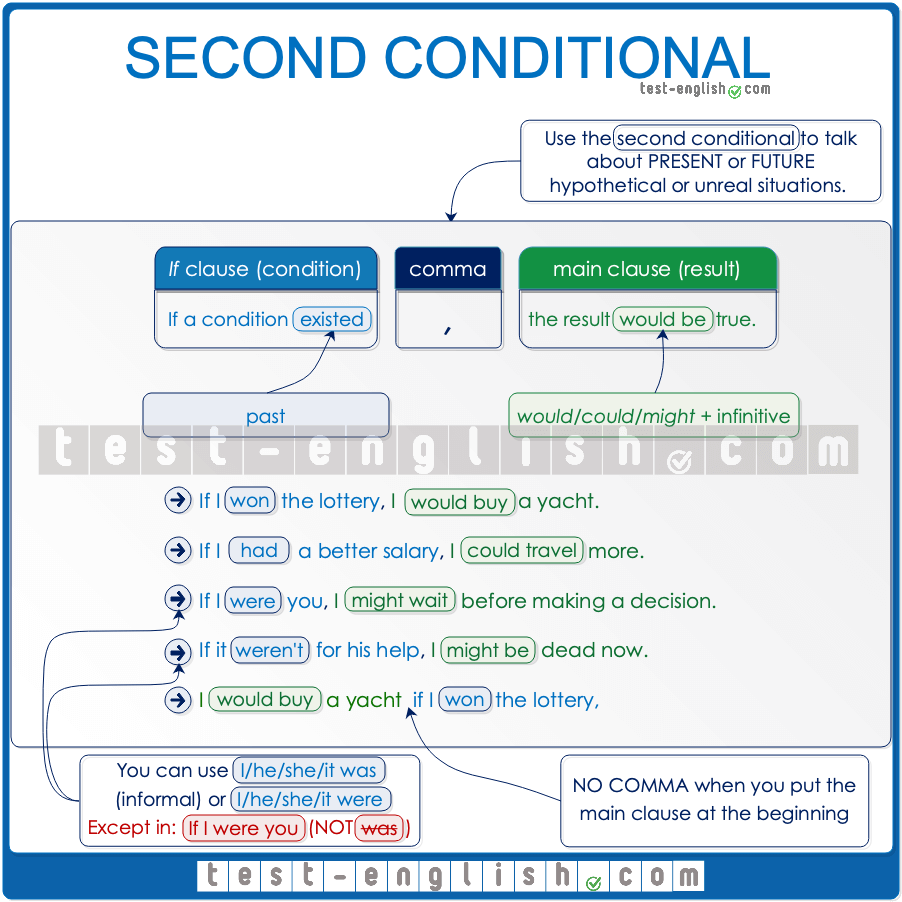 SECOND CONDITIONAL
test-english com
Use the second conditional to talk
about PRESENT or FUTURE
hypothetical or unreal situations.
If clause (condition)
comma
main clause (result)
If a condition existed
,
the result would be true.
past
would/could/might + infinitive
test-english com
If I won the lottery, I would buy a yacht.
If I had a better salary, I could travel more.
If I were you, I might wait before making a decision.
If it weren't for his help, I might be dead now.
I would buy a yacht if I won the lottery,
You can use I/he/she/it was
(informal) or I/he/she/it were
Except in: If I were you (NOT was)
NO COMMA when you put the
main clause at the beginning
test-english com